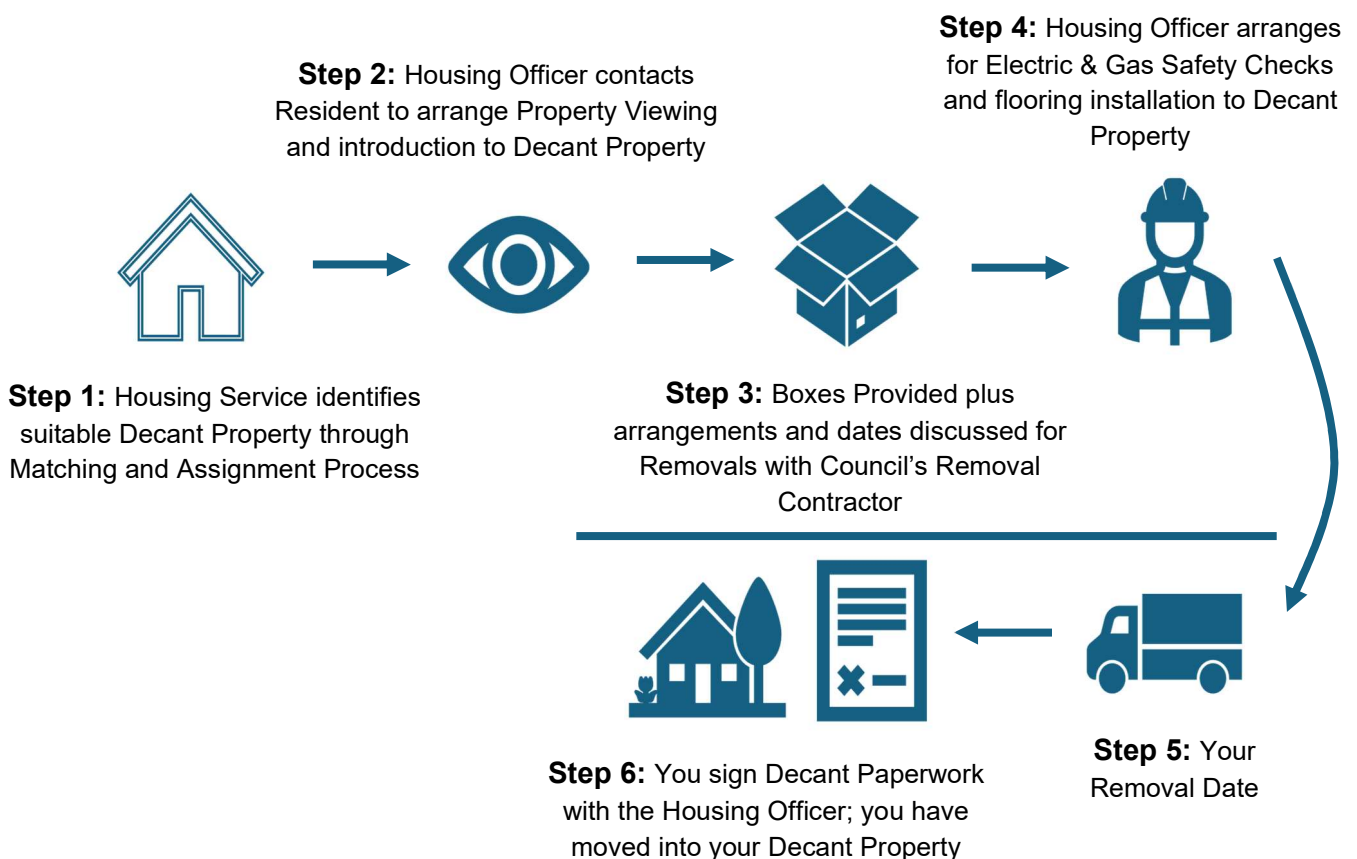 Step 1: Housing Service identifies
suitable Decant Property through
Matching and Assignment Process
Step 2: Housing Officer contacts
Resident to arrange Property Viewing
and introduction to Decant Property
Step 3: Boxes Provided plus
arrangements and dates discussed for
Removals with Council’s Removal
Contractor
Step 4: Housing Officer arranges
for Electric & Gas Safety Checks
and flooring installation to Decant
Property
Step 5: Your
Removal Date
Step 6: You sign Decant Paperwork
with the Housing Officer; you have
moved into your Decant Property